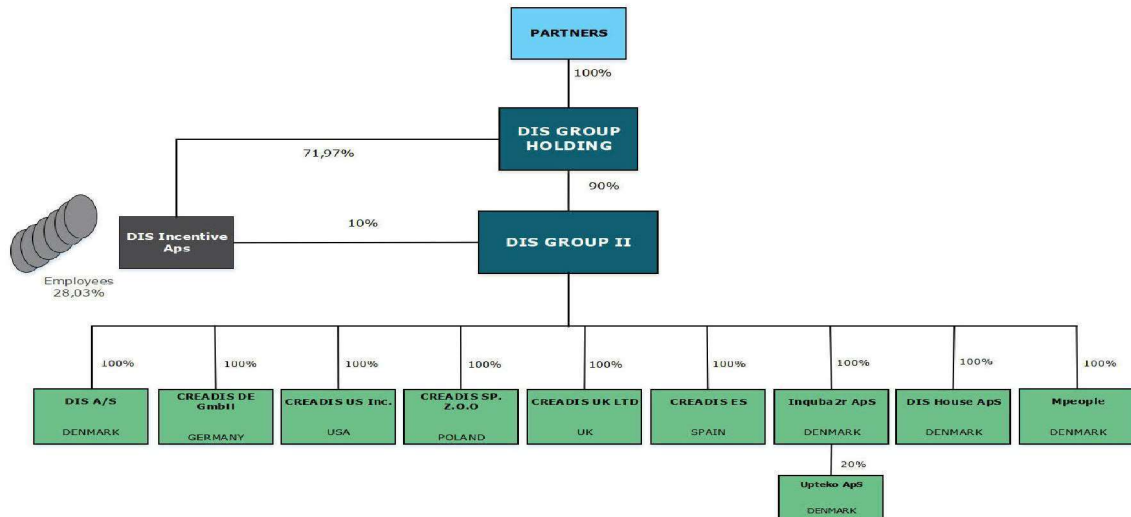 PARTNERS
100%
DIS GROUP
HOLDING
71,97%
90%
DIS Incentive
Aps
10%
DIS GROUP II
Employees
28,03%
100%
100%
100%
100%
100%
100%
100%
100%
100%
DIS A/S
DENMARK
CREADIS DE
GmbH
GERMANY
CREADIS US Inc.
USA
CREADIS SP.
Z.O.O
POLAND
CREADIS UK LTD
UK
CREADIS ES
SPAIN
Inquba2r ApS
DENMARK
DIS House ApS
DENMARK
Mpeople
DENMARK
20%
Upteko ApS
DENMARK